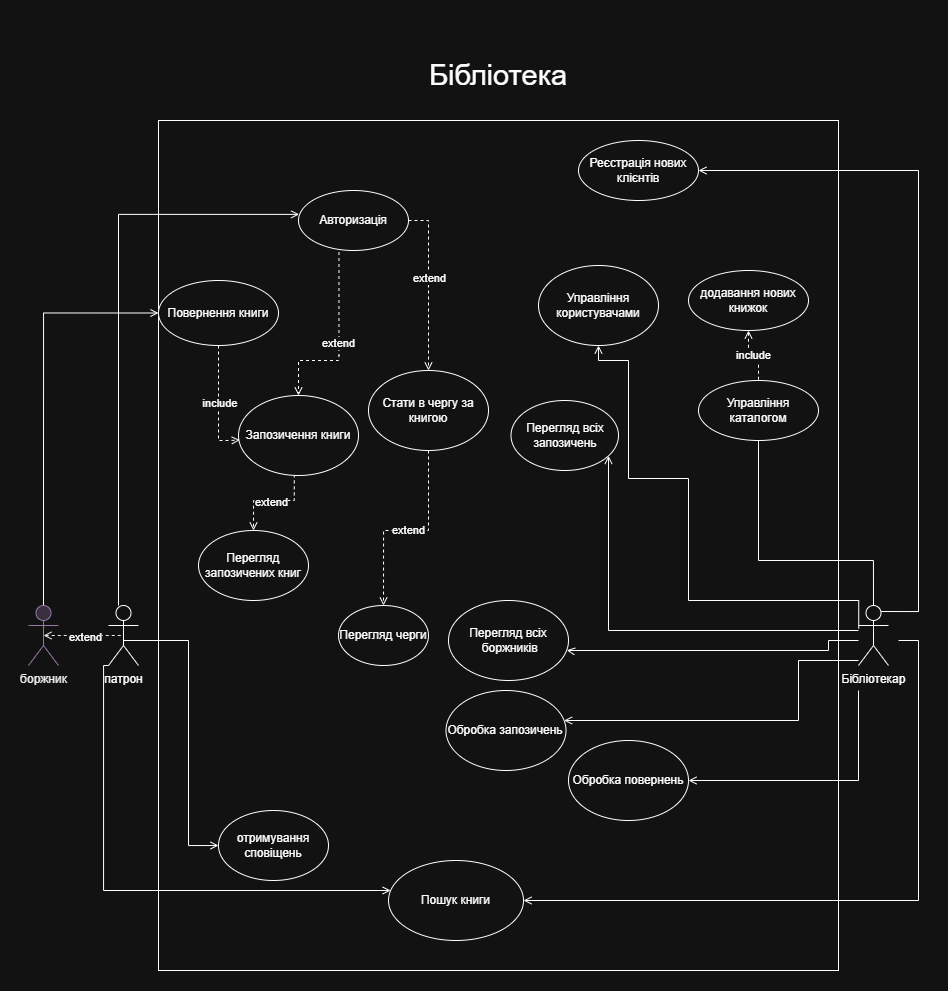 Бібліотека
Реєстрація нових
клієнтів
Авторизація
extend
Повернення книги
Управління
користувачами
додавання нових
книжок
extend
include
include
Стати в чергу за
книгою
Управління
каталогом
Запозичення книги
Перегляд всіх
запозичень
extend
extend
Перегляд
запозичених книг
Перегляд черги
Перегляд всіх
боржників
extend
боржник
патрон
Бібліотекар
Обробка запозичень
Обробка повернень
отримування
сповіщень
Пошук книги